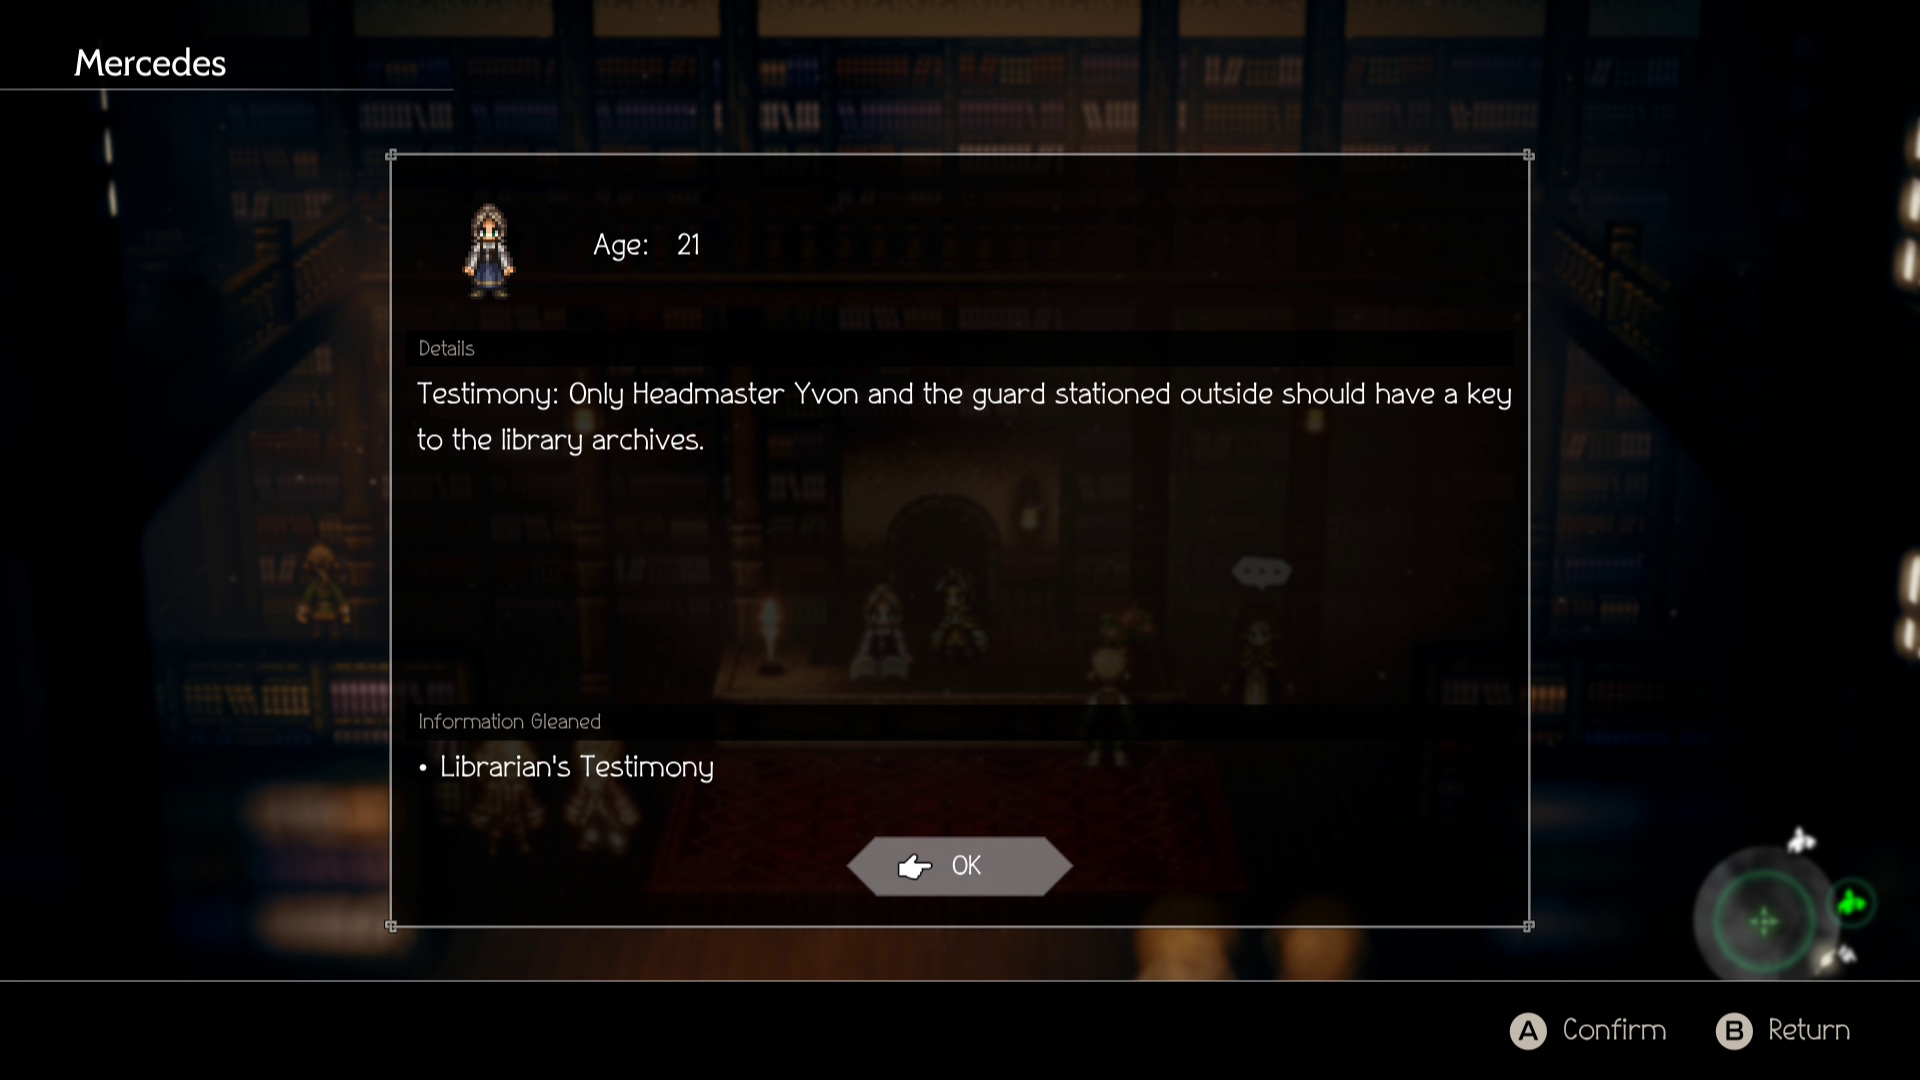 Mercedes
Age: 21
Details
Testimony: Only Headmaster Yvon and the guard stationed outside should have a key
to the library archives.
Information Gleaned
• Librarian's Testimony
OK
A Confirm B Return